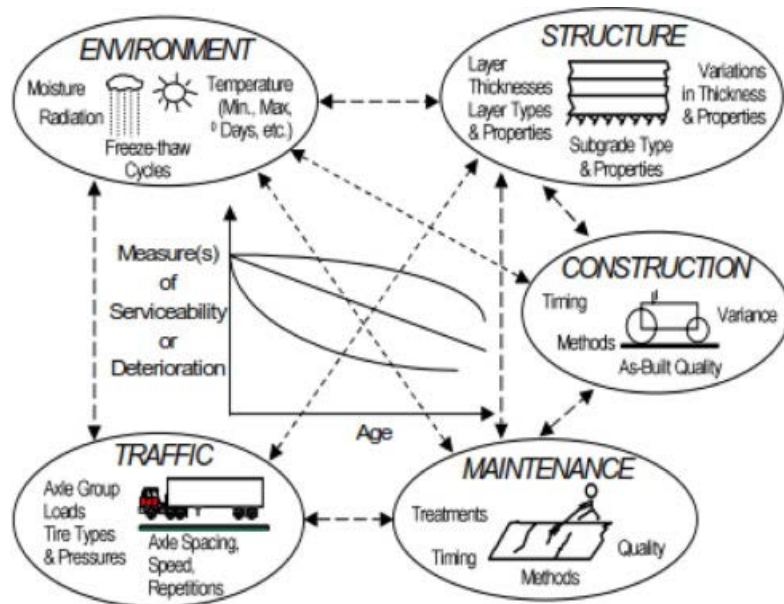 ENVIRONMENT
Moisture
Radiation
Temperature
(Min., Max,
0 Days, etc.)
Freeze-thaw
Cycles
STRUCTURE
Layer
Thicknesses
Layer Types
& Properties
Variations
in Thickness
& Properties
Subgrade Type
& Properties
Measure(s)
of
Serviceability
or
Deterioration
Age
CONSTRUCTION
Timing
Variance
Methods
As-Built Quality
TRAFFIC
Axle Group
Loads
Tire Types
& Pressures
Axle Spacing,
Speed,
Repetitions
MAINTENANCE
Treatments
Timing
Quality
Methods